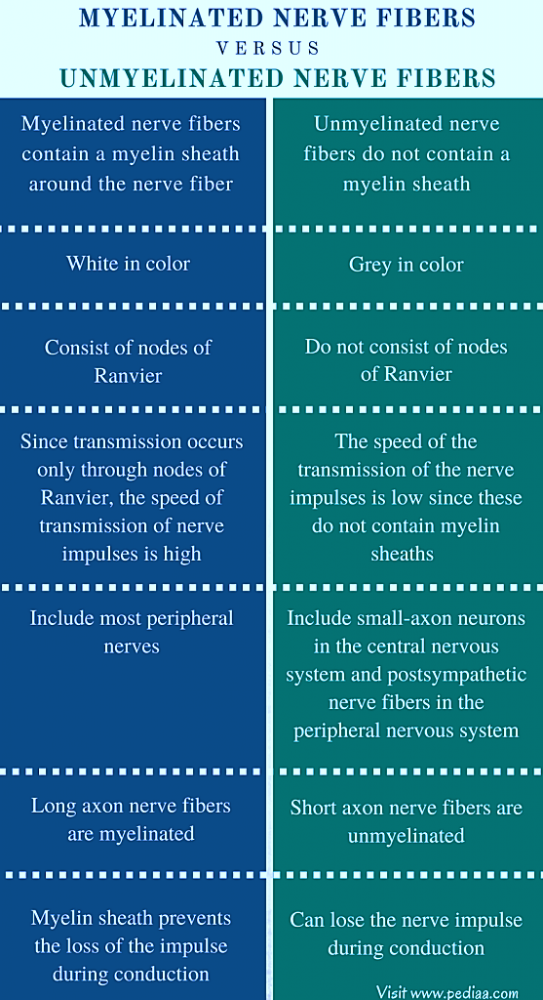 MYELINATED NERVE FIBERS
VERSUS
UNMYELINATED NERVE FIBERS
Myelinated nerve fibers
contain a myelin sheath
around the nerve fiber
Unmyelinated nerve
fibers do not contain a
myelin sheath
White in color
Grey in color
Consist of nodes of
Ranvier
Do not consist of nodes
of Ranvier
Since transmission occurs
only through nodes of
Ranvier, the speed of
transmission of nerve
impulses is high
The speed of the
transmission of the nerve
impulses is low since these
do not contain myelin
sheaths
Include most peripheral
nerves
Include small-axon neurons
in the central nervous
system and postsympathetic
nerve fibers in the
peripheral nervous system
Long axon nerve fibers
are myelinated
Short axon nerve fibers are
unmyelinated
Myelin sheath prevents
the loss of the impulse
during conduction
Can lose the nerve impulse
during conduction
Visit www.pediaa.com